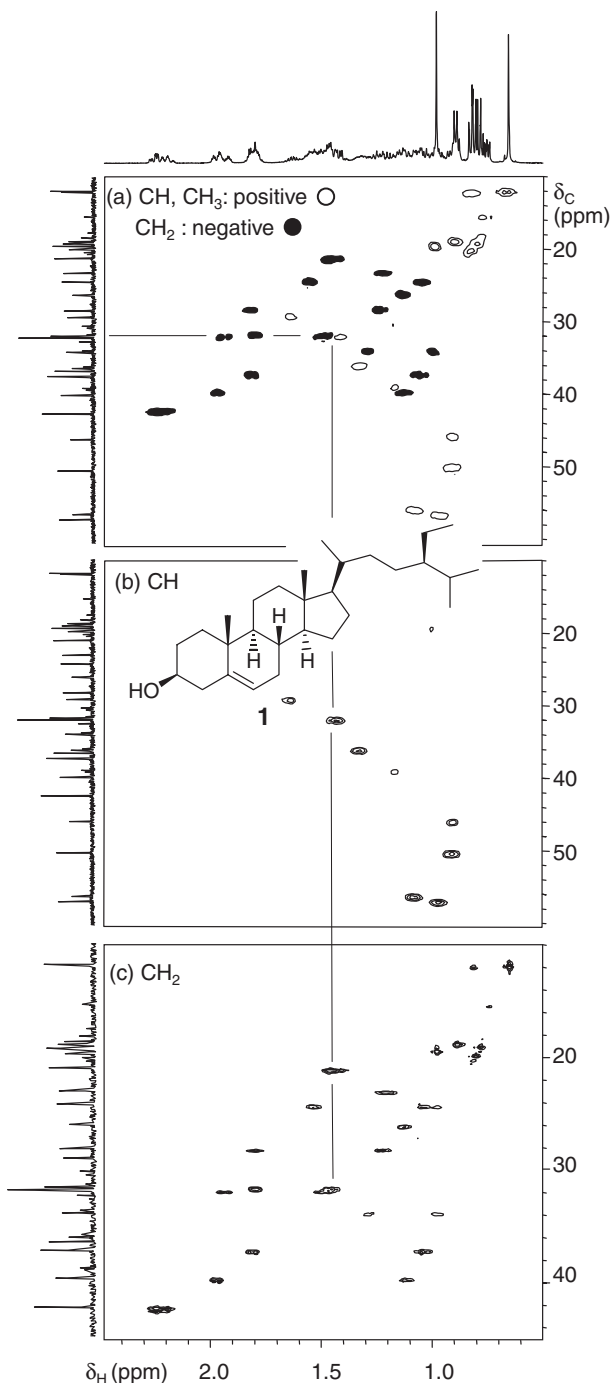 (a) CH, CH₃: positive
CH₂ : negative
δC
(ppm)
20
30
40
50
(b) CH
H
H
H
HO
1
20
30
40
50
(c) CH₂
20
30
40
δH (ppm)
2.0
1.5
1.0